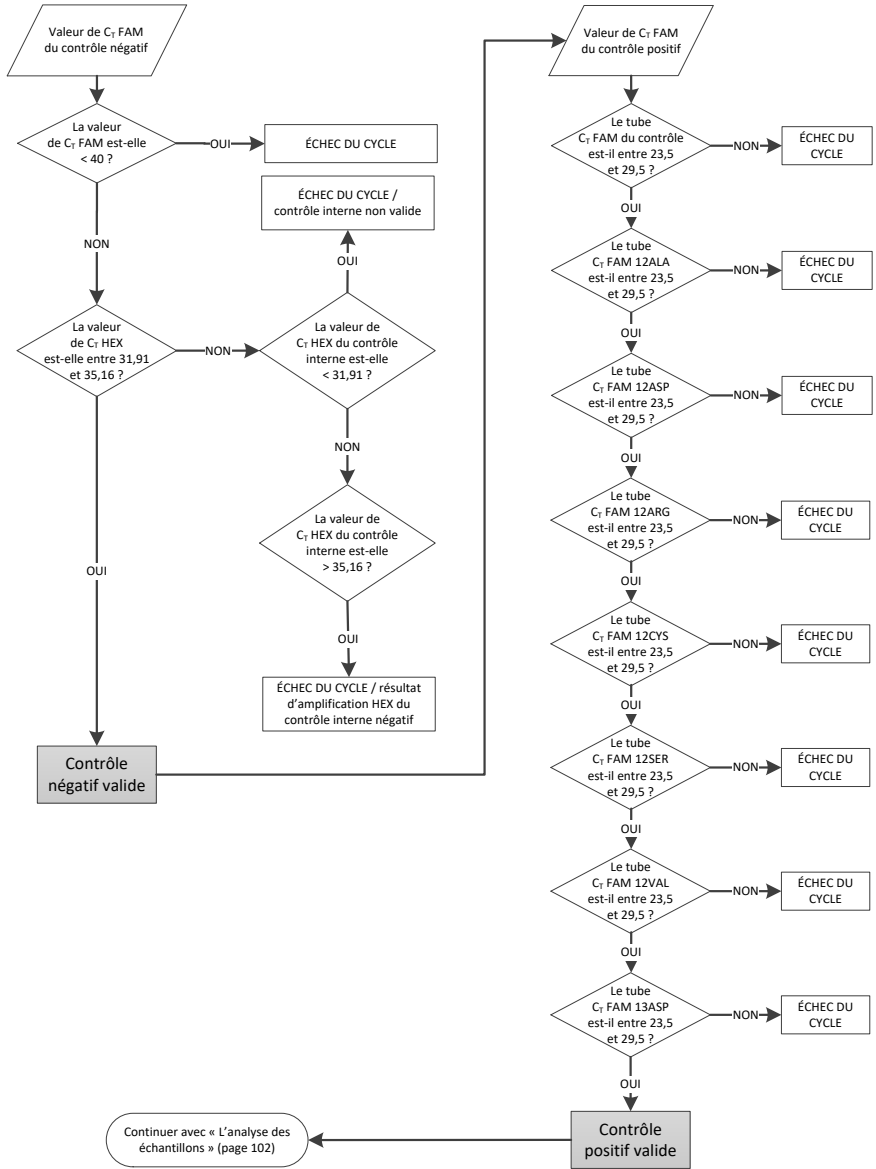 Valeur de CT FAM
du contrôle négatif
La valeur
de CT FAM est-elle
< 40 ?
OUI
ÉCHEC DU CYCLE
NON
La valeur
de CT HEX
est-elle entre 31,91
et 35,16 ?
NON
La valeur de
CT HEX du contrôle
interne est-elle
< 31,91 ?
OUI
ÉCHEC DU CYCLE /
contrôle interne non valide
NON
La valeur de
CT HEX du contrôle
interne est-elle
> 35,16 ?
OUI
ÉCHEC DU CYCLE / résultat
d'amplification HEX du
contrôle interne négatif
OUI
Contrôle
négatif valide
Valeur de CT FAM
du contrôle positif
Le tube
CT FAM du contrôle
est-il entre 23,5
et 29,5 ?
NON
ÉCHEC DU
CYCLE
OUI
Le tube
CT FAM 12ALA
est-il entre 23,5
et 29,5 ?
NON
ÉCHEC DU
CYCLE
OUI
Le tube
CT FAM 12ASP
est-il entre 23,5
et 29,5 ?
NON
ÉCHEC DU
CYCLE
OUI
Le tube
CT FAM 12ARG
est-il entre 23,5
et 29,5 ?
NON
ÉCHEC DU
CYCLE
OUI
Le tube
CT FAM 12CYS
est-il entre 23,5
et 29,5 ?
NON
ÉCHEC DU
CYCLE
OUI
Le tube
CT FAM 12SER
est-il entre 23,5
et 29,5 ?
NON
ÉCHEC DU
CYCLE
OUI
Le tube
CT FAM 12VAL
est-il entre 23,5
et 29,5 ?
NON
ÉCHEC DU
CYCLE
OUI
Le tube
CT FAM 13ASP
est-il entre 23,5
et 29,5 ?
NON
ÉCHEC DU
CYCLE
OUI
Contrôle
positif valide
Continuer avec « L'analyse des
échantillons » (page 102)